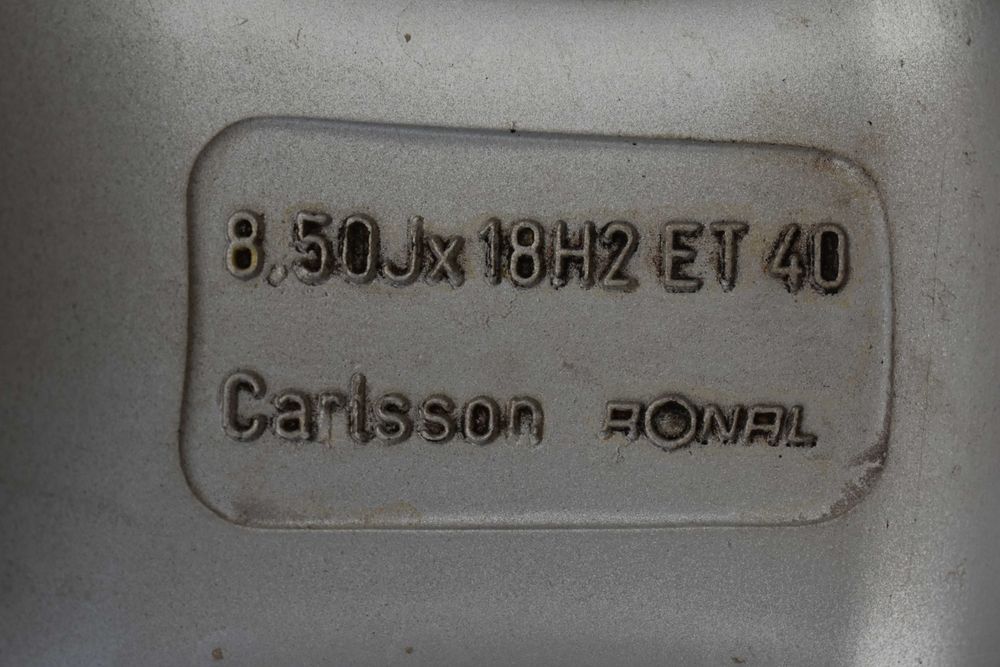 8.50Jx18H2 ET 40
Carlsson RONAL